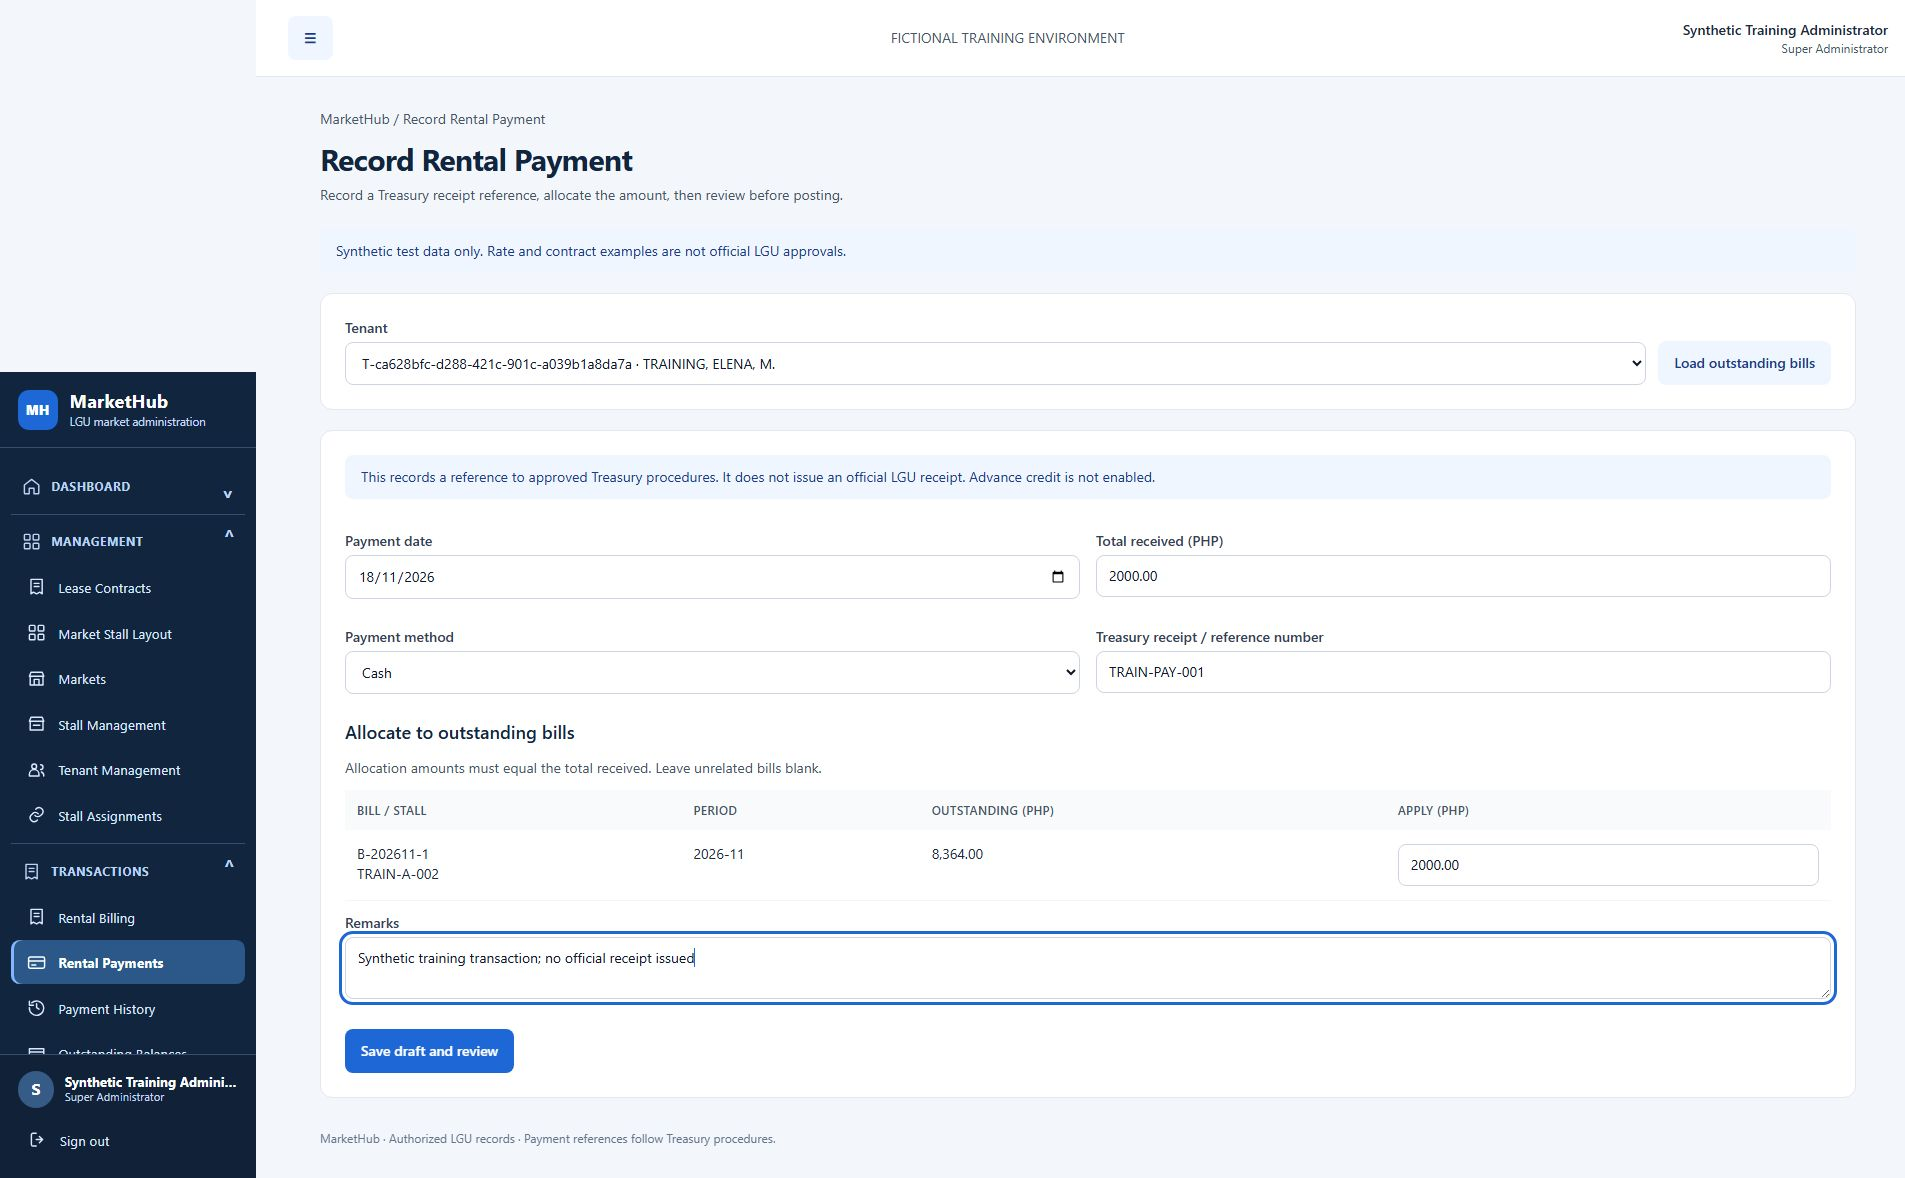 ☰
FICTIONAL TRAINING ENVIRONMENT
Synthetic Training Administrator
Super Administrator
MH
MarketHub
LGU market administration
DASHBOARD
MANAGEMENT
Lease Contracts
Market Stall Layout
Markets
Stall Management
Tenant Management
Stall Assignments
TRANSACTIONS
Rental Billing
Rental Payments
Payment History
Outstanding Balances
S
Synthetic Training Admini...
Super Administrator
Sign out
MarketHub / Record Rental Payment
Record Rental Payment
Record a Treasury receipt reference, allocate the amount, then review before posting.
Synthetic test data only. Rate and contract examples are not official LGU approvals.
Tenant
T-ca628bfc-d288-421c-901c-a039b1a8da7a · TRAINING, ELENA, M.
Load outstanding bills
This records a reference to approved Treasury procedures. It does not issue an official LGU receipt. Advance credit is not enabled.
Payment date
18/11/2026
Total received (PHP)
2000.00
Payment method
Cash
Treasury receipt / reference number
TRAIN-PAY-001
Allocate to outstanding bills
Allocation amounts must equal the total received. Leave unrelated bills blank.
BILL / STALL PERIOD OUTSTANDING (PHP) APPLY (PHP)
B-202611-1 2026-11 8,364.00 2000.00
TRAIN-A-002
Remarks
Synthetic training transaction; no official receipt issued
Save draft and review
MarketHub · Authorized LGU records · Payment references follow Treasury procedures.